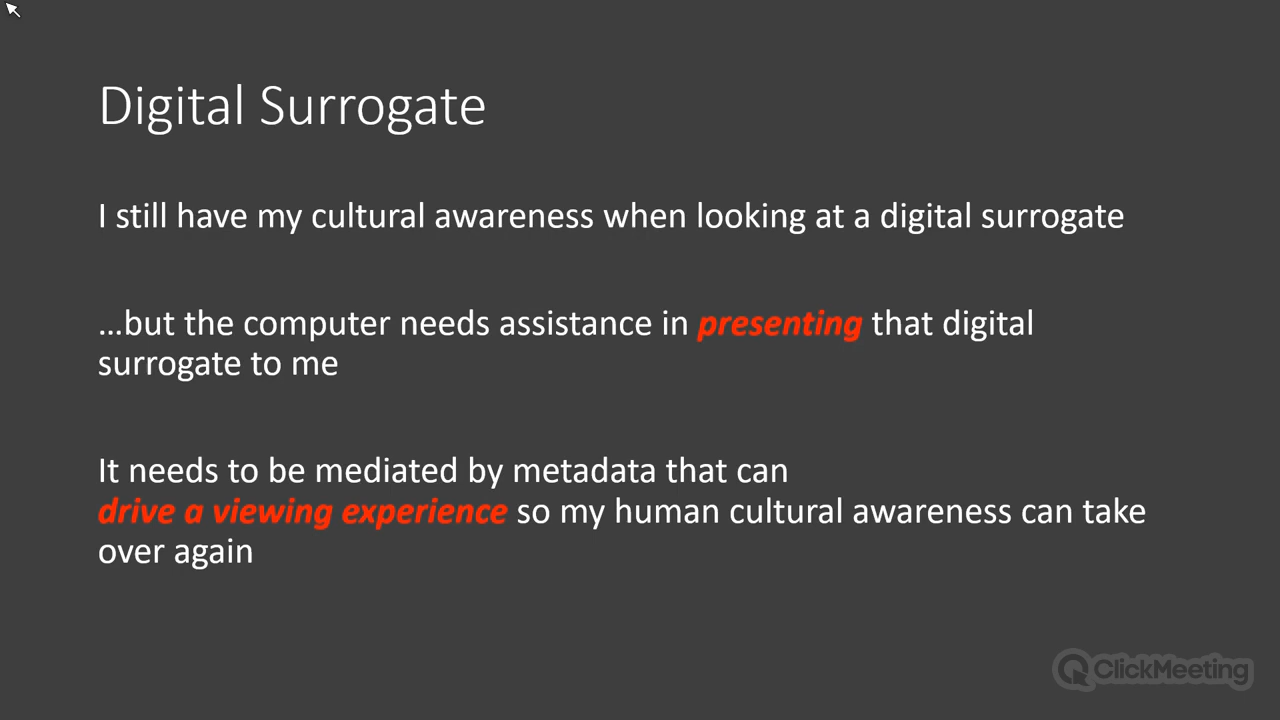 Digital Surrogate
I still have my cultural awareness when looking at a digital surrogate
…but the computer needs assistance in presenting that digital
surrogate to me
It needs to be mediated by metadata that can
drive a viewing experience so my human cultural awareness can take
over again
ClickMeeting